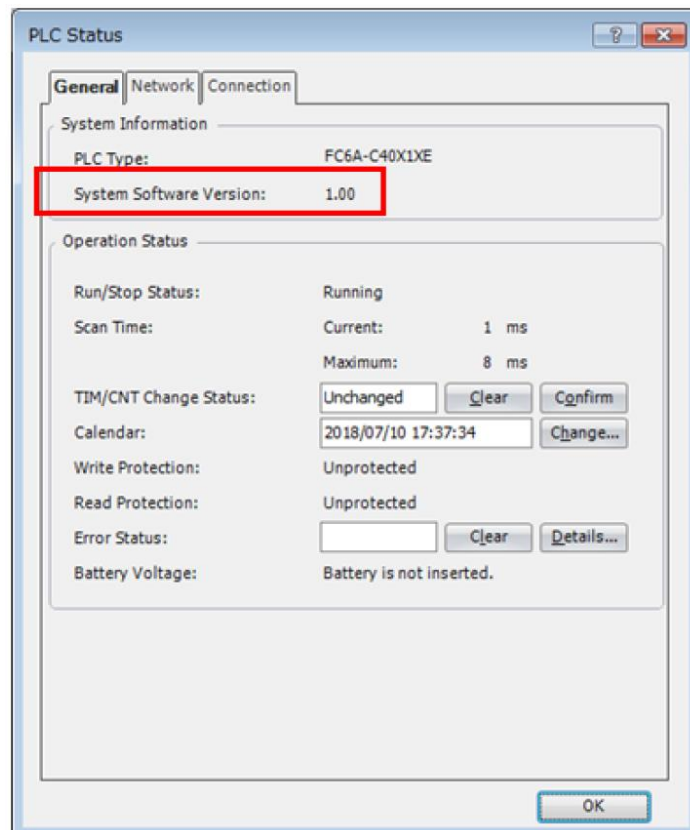 PLC Status
General Network Connection
System Information
PLC Type: FC6A-C40X1XE
System Software Version: 1.00
Operation Status
Run/Stop Status: Running
Scan Time: Current: 1 ms
Maximum: 8 ms
TIM/CNT Change Status: Unchanged Clear Confirm
Calendar: 2018/07/10 17:37:34 Change...
Write Protection: Unprotected
Read Protection: Unprotected
Error Status: Clear Details...
Battery Voltage: Battery is not inserted.
OK